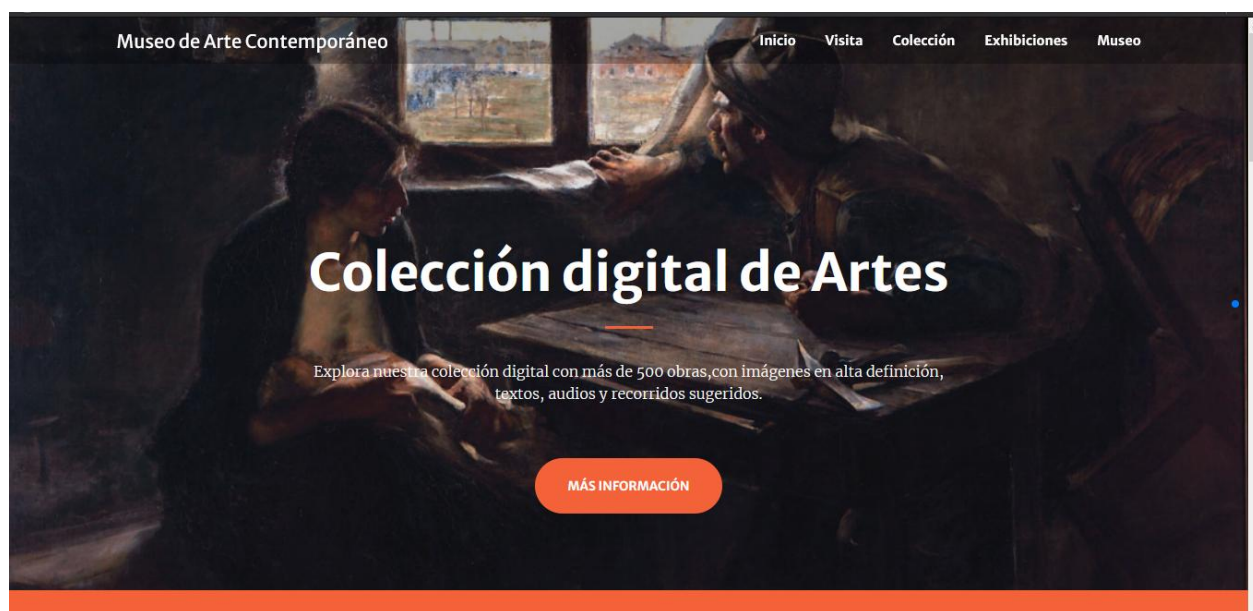 Museo de Arte Contemporáneo
Inicio Visita Colección Exhibiciones Museo
Colección digital de Artes
Explora nuestra colección digital con más de 500 obras,con imágenes en alta definición,
textos, audios y recorridos sugeridos.
MÁS INFORMACIÓN